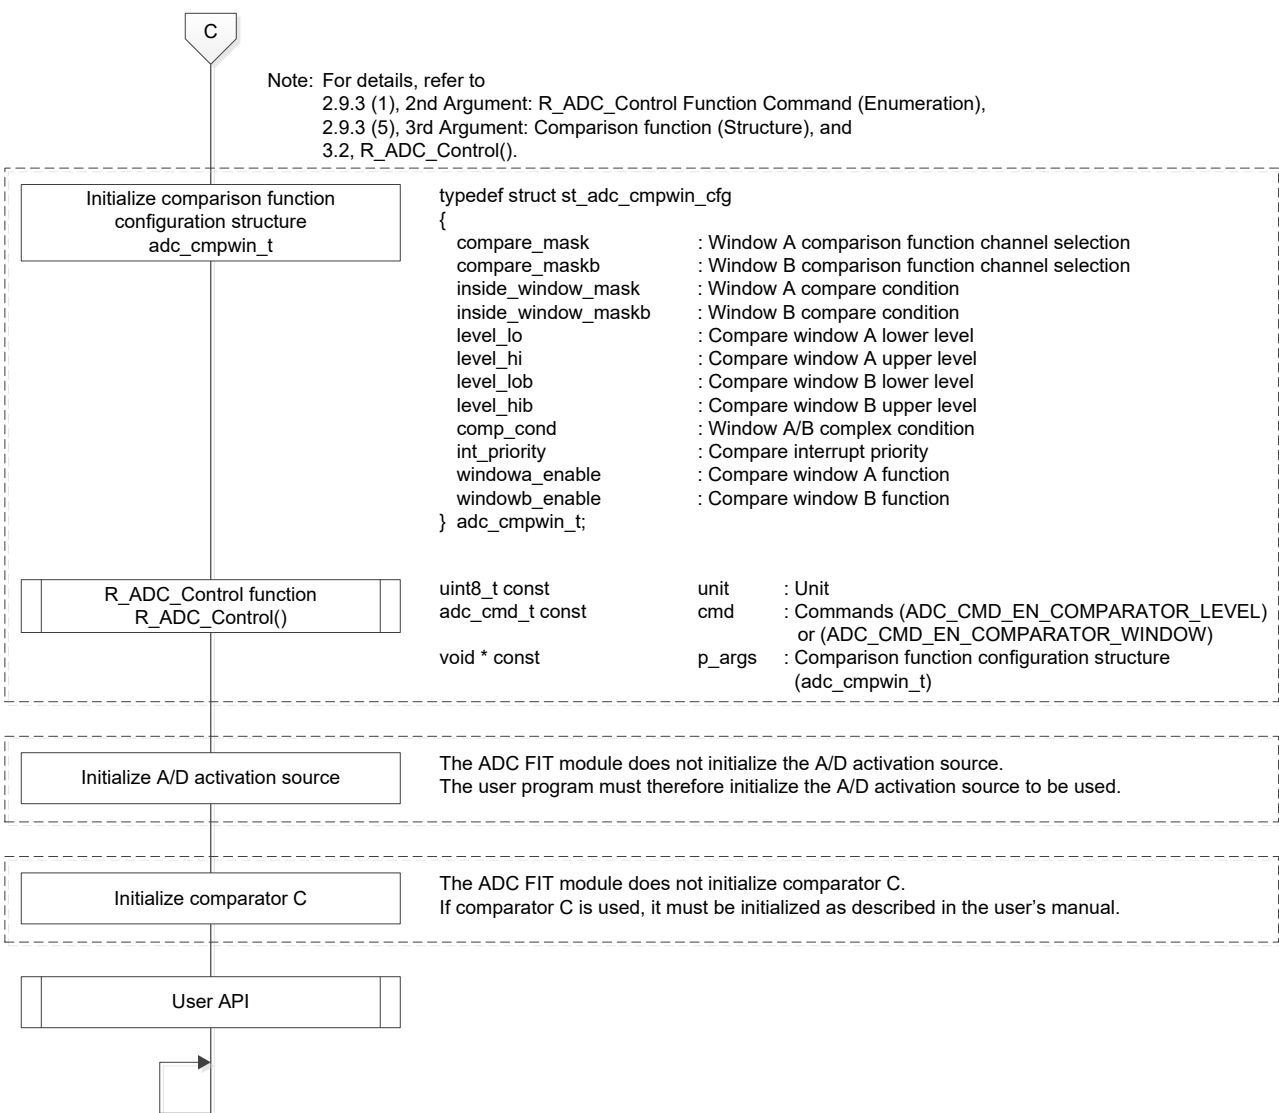 C
Note: For details, refer to
2.9.3 (1), 2nd Argument: R_ADC_Control Function Command (Enumeration),
2.9.3 (5), 3rd Argument: Comparison function (Structure), and
3.2, R_ADC_Control().
Initialize comparison function
configuration structure
adc_cmpwin_t
typedef struct st_adc_cmpwin_cfg
{
compare_mask : Window A comparison function channel selection
compare_maskb : Window B comparison function channel selection
inside_window_mask : Window A compare condition
inside_window_maskb : Window B compare condition
level_lo : Compare window A lower level
level_hi : Compare window A upper level
level_lob : Compare window B lower level
level_hib : Compare window B upper level
comp_cond : Window A/B complex condition
int_priority : Compare interrupt priority
windowa_enable : Compare window A function
windowb_enable : Compare window B function
} adc_cmpwin_t;
R_ADC_Control function
R_ADC_Control()
uint8_t const unit : Unit
adc_cmd_t const cmd : Commands (ADC_CMD_EN_COMPARATOR_LEVEL)
or (ADC_CMD_EN_COMPARATOR_WINDOW)
void * const p_args : Comparison function configuration structure
(adc_cmpwin_t)
Initialize A/D activation source
The ADC FIT module does not initialize the A/D activation source.
The user program must therefore initialize the A/D activation source to be used.
Initialize comparator C
The ADC FIT module does not initialize comparator C.
If comparator C is used, it must be initialized as described in the user’s manual.
User API